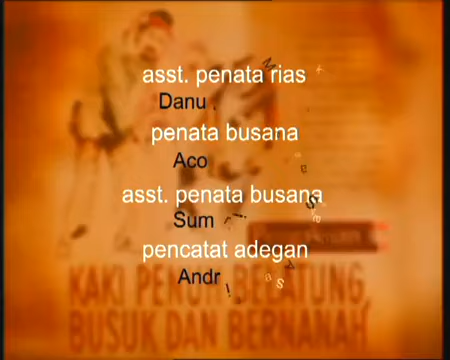 asst. penata rias
Danu
penata busana
Aco
asst. penata busana
Sum
pencatat adegan
Andr
KAKI PENUH BELATUNG,
BUSUK DAN BERNANAH